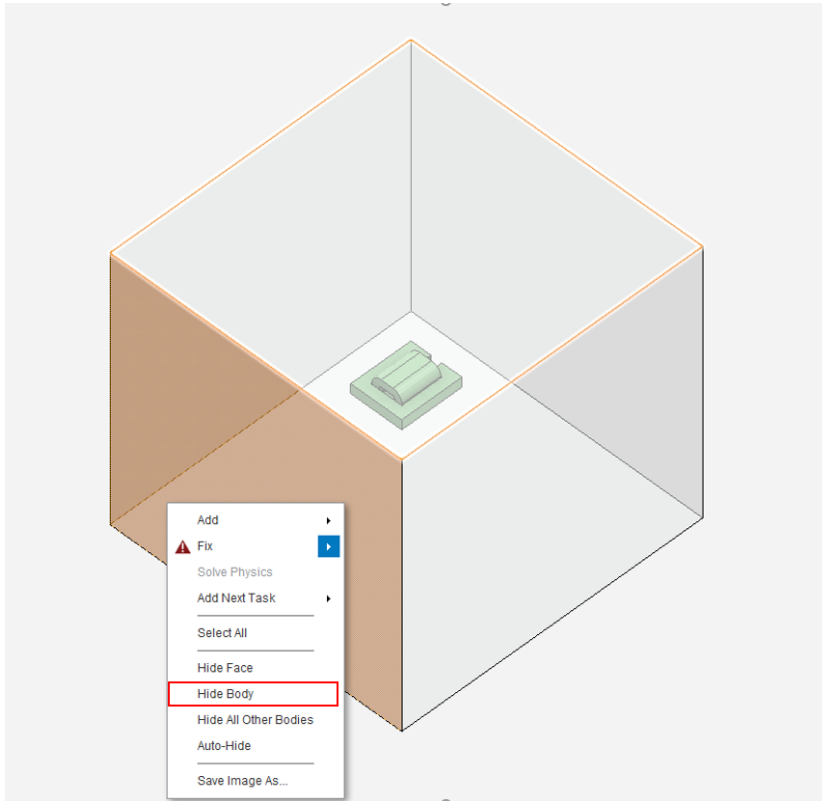 Add
Fix
Solve Physics
Add Next Task
Select All
Hide Face
Hide Body
Hide All Other Bodies
Auto-Hide
Save Image As...